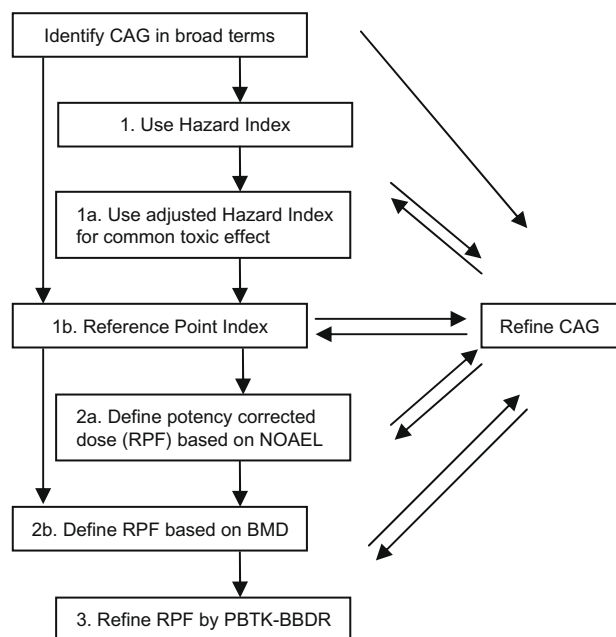 Identify CAG in broad terms
1. Use Hazard Index
1a. Use adjusted Hazard Index
for common toxic effect
1b. Reference Point Index
Refine CAG
2a. Define potency corrected
dose (RPF) based on NOAEL
2b. Define RPF based on BMD
3. Refine RPF by PBTK-BBDR